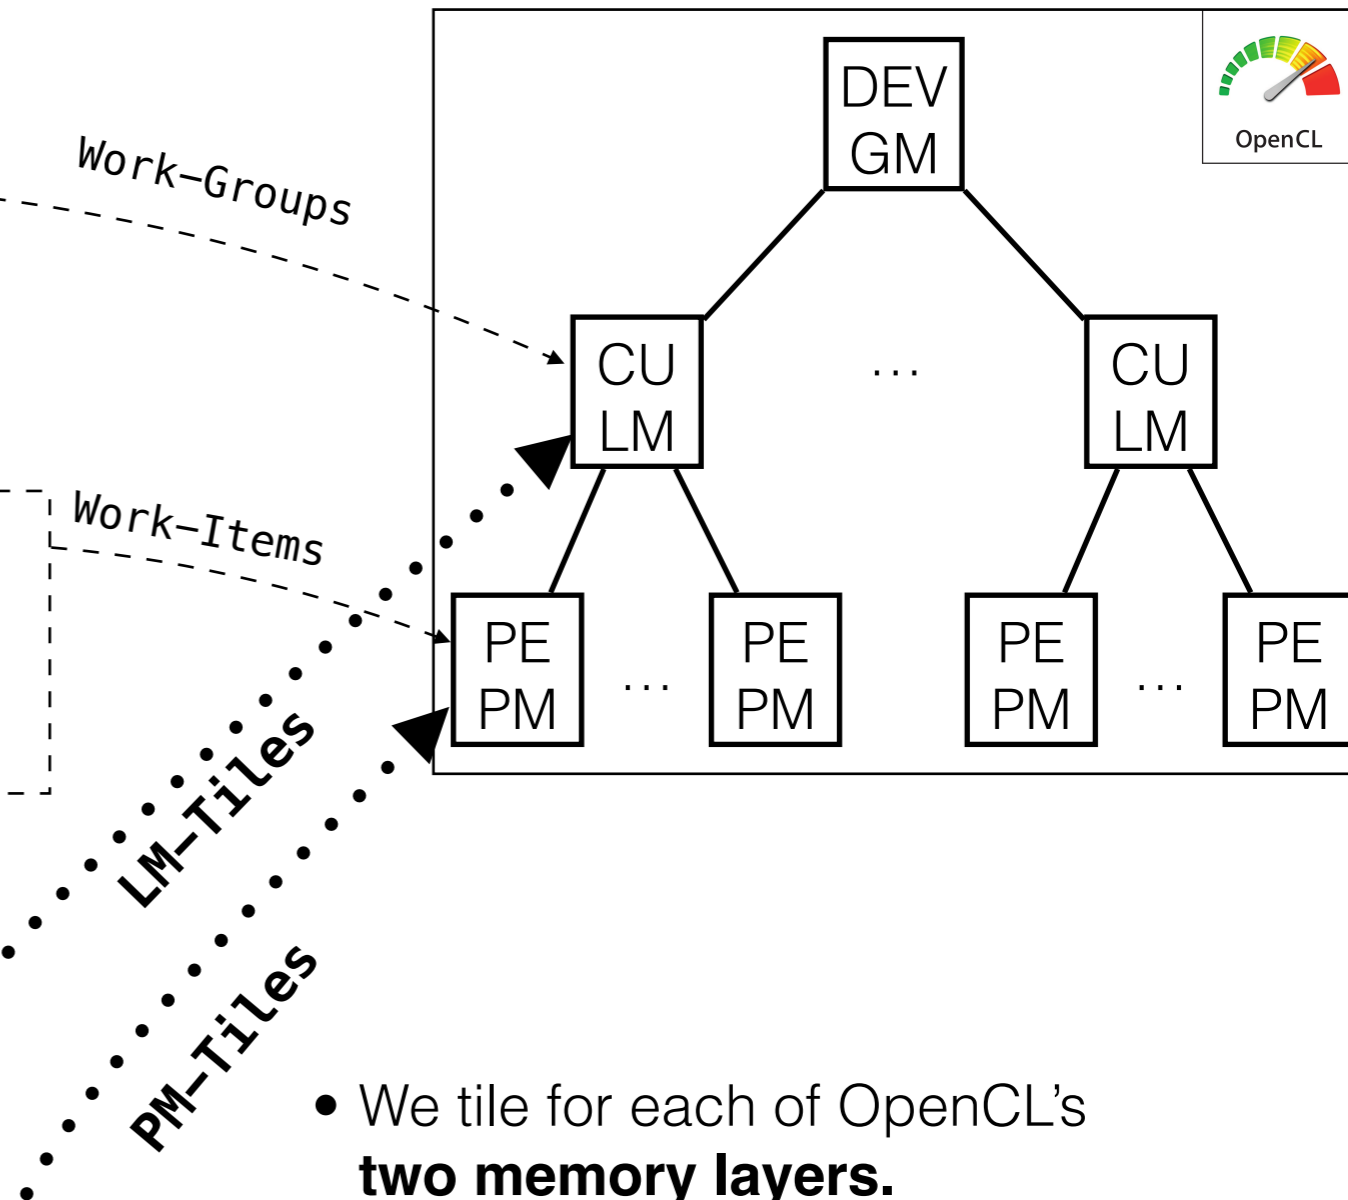 DEV
GM
OpenCL
Work-Groups
CU
LM
...
CU
LM
Work-Items
PE
PM
...
PE
PM
PE
PM
...
PE
PM
LM-Tiles
PM-Tiles
• We tile for each of OpenCL's
two memory layers.